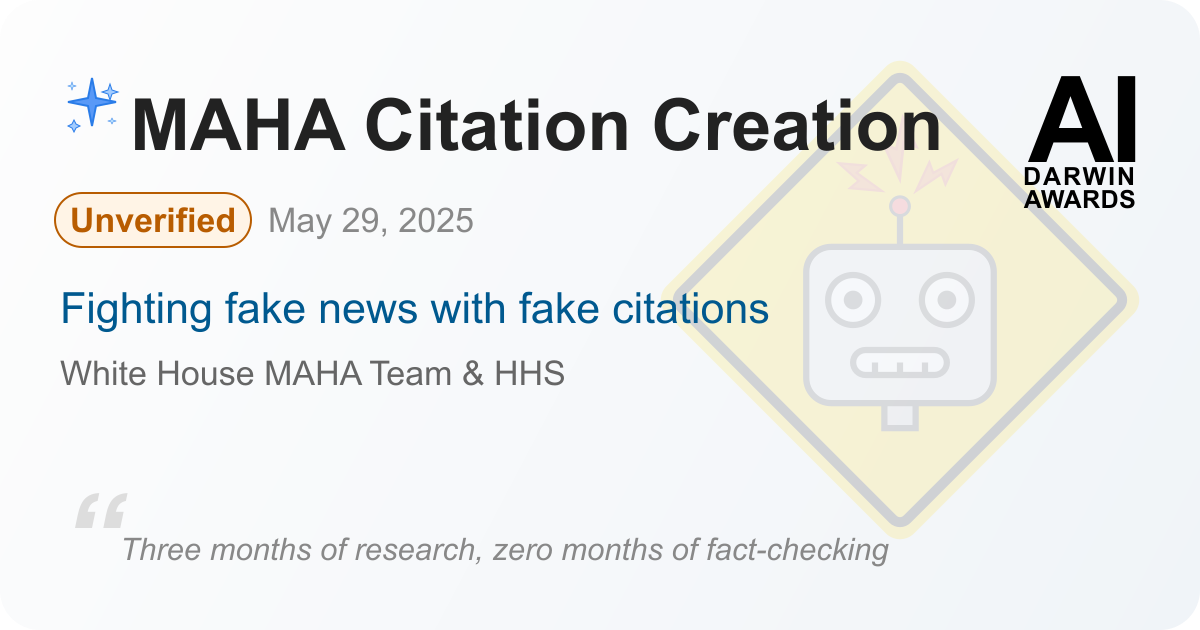 MAHA Citation Creation
AI
DARWIN
AWARDS
Unverified May 29, 2025
Fighting fake news with fake citations
White House MAHA Team & HHS
“
Three months of research, zero months of fact-checking